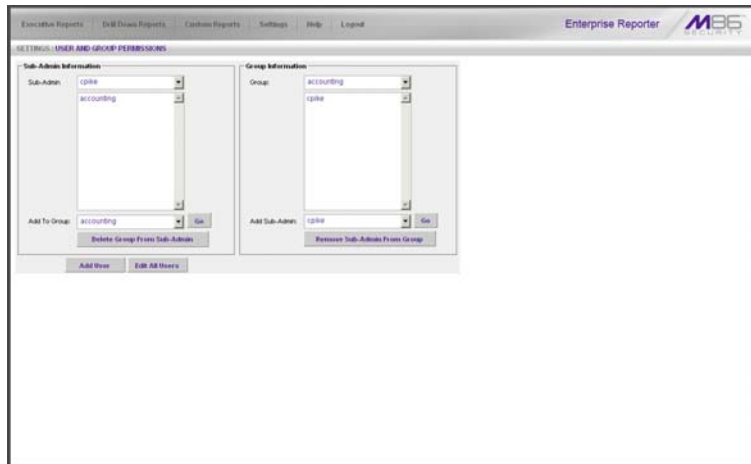 Executive Reports | Drill Down Reports | Custom Reports | Settings | Help | Logout
Enterprise Reporter
M86 SECURITY
SETTINGS : USER AND GROUP PERMISSIONS
Sub-Admin Information
Sub-Admin cpike
accounting
Add To Group: accounting Go
Delete Group From Sub-Admin
Group Information
Group: accounting
cpike
Add Sub-Admin: cpike Go
Remove Sub-Admin From Group
Add User Edit All Users